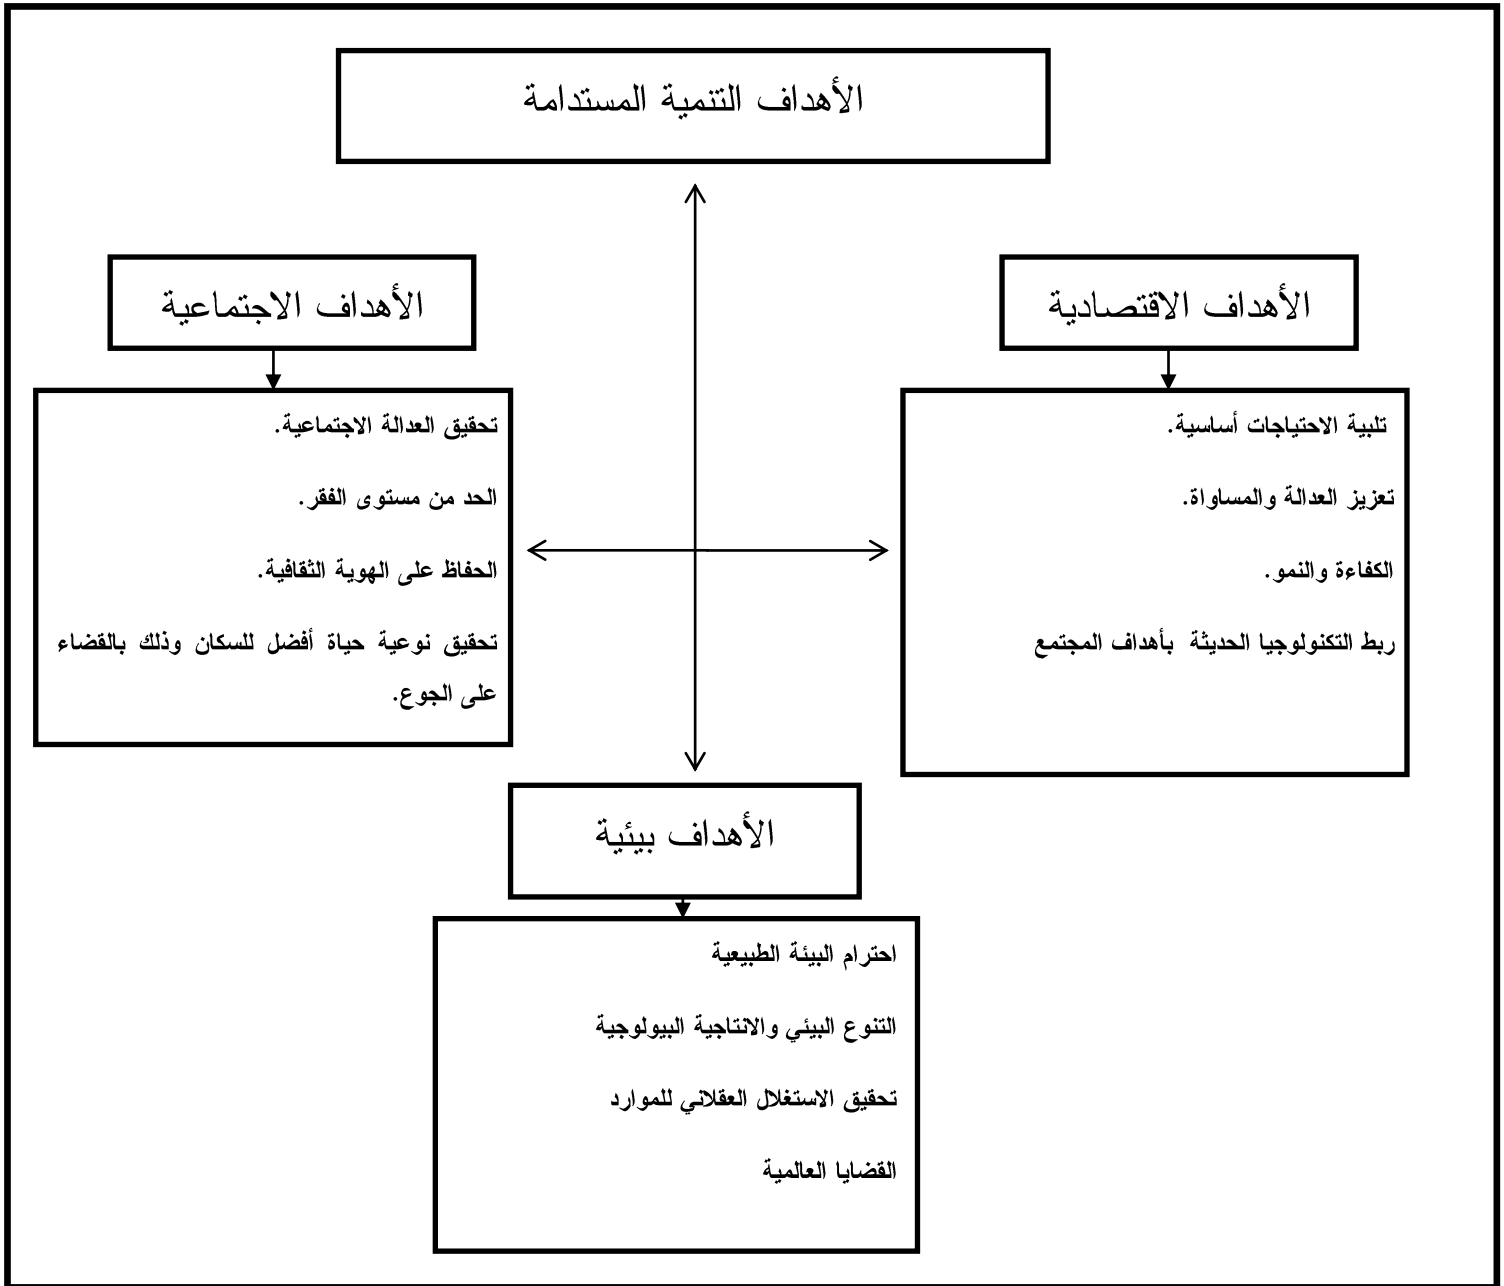 الأهداف التنمية المستدامة
الأهداف الاقتصادية
تلبية الاحتياجات أساسية.
تعزيز العدالة والمساواة.
الكفاءة والنمو.
ربط التكنولوجيا الحديثة بأهداف المجتمع
الأهداف الاجتماعية
تحقيق العدالة الاجتماعية.
الحد من مستوى الفقر.
الحفاظ على الهوية الثقافية.
تحقيق نوعية حياة أفضل للسكان وذلك بالقضاء
على الجوع.
الأهداف بيئية
احترام البيئة الطبيعية
التنوع البيئي والانتاجية البيولوجية
تحقيق الاستغلال العقلاني للموارد
القضايا العالمية